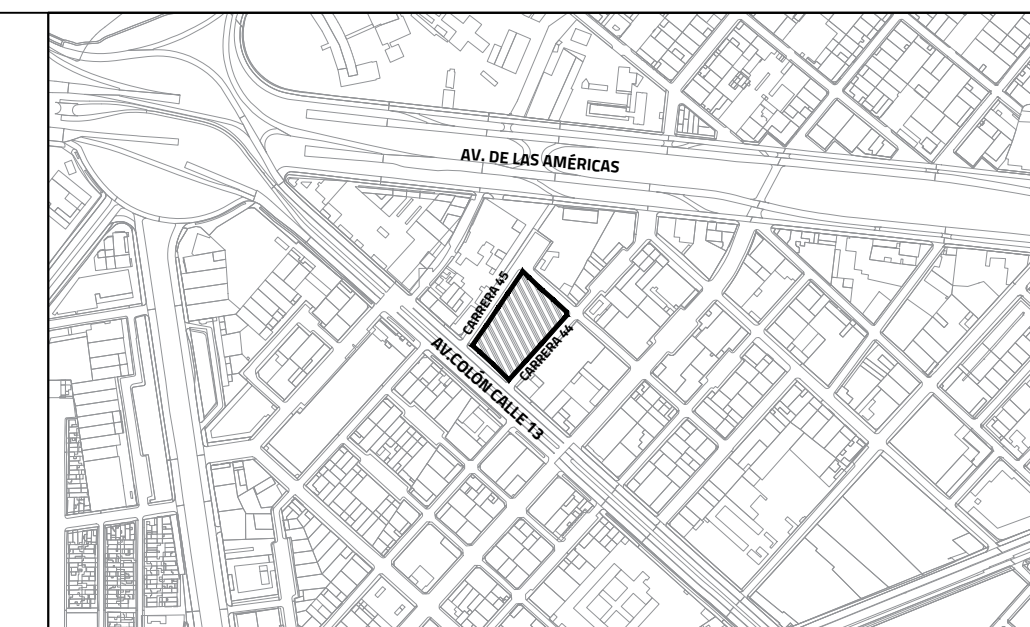 AV. DE LAS AMÉRICAS
CARRERA 45
CARRERA 44
AV.COLÓN CALLE 13